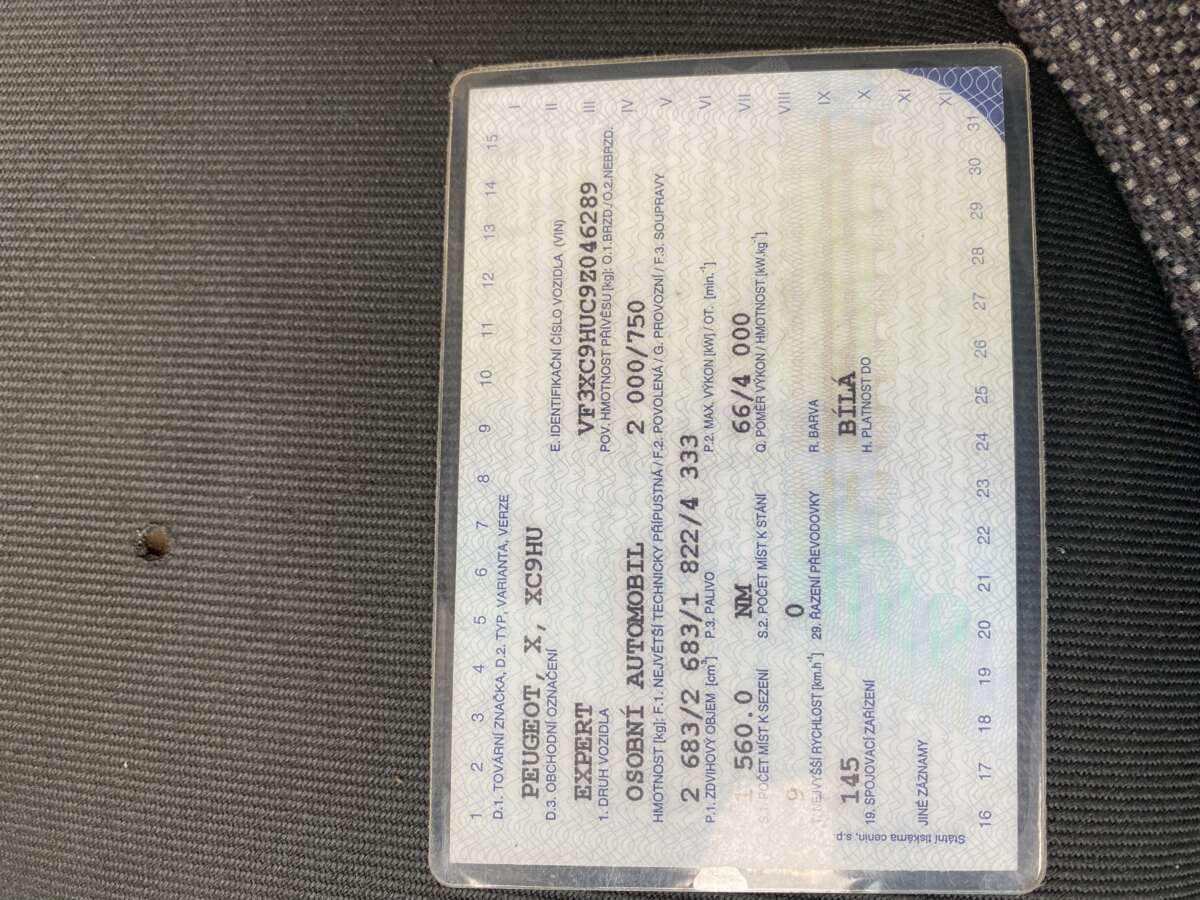 1 2 3 4 5 6 7 8 9 10 11 12 13 14 15
I II III IV V VI VII VIII IX X XI XII
D.1. TOVÁRNÍ ZNAČKA, D.2. TYP, VARIANTA, VERZE
PEUGEOT, X, XC9HU
D.3. OBCHODNÍ OZNAČENÍ E. IDENTIFIKAČNÍ ČÍSLO VOZIDLA (VIN)
EXPERT VF3XC9HUC9Z046289
1. DRUH VOZIDLA POV. HMOTNOST PŘÍVĚSU [kg]: O.1.BRZD./O.2.NEBRZD.
OSOBNÍ AUTOMOBIL 2 000/750
HMOTNOST [kg]: F.1. NEJVĚTŠÍ TECHNICKY PŘÍPUSTNÁ / F.2. POVOLENÁ / G. PROVOZNÍ / F.3. SOUPRAVY
2 683/2 683/1 822/4 333
P.1. ZDVIHOVÝ OBJEM [cm³] P.3. PALIVO P.2. MAX. VÝKON [kW] / OT. [min.⁻¹]
1 560.0 NM 66/4 000
S.1. POČET MÍST K SEZENÍ S.2. POČET MÍST K STÁNÍ Q. POMĚR VÝKON / HMOTNOST [kW.kg⁻¹]
9 0
T. NEJVYŠŠÍ RYCHLOST [km.h⁻¹] 29. ŘAZENÍ PŘEVODOVKY R. BARVA
145 BÍLÁ
19. SPOJOVACÍ ZAŘÍZENÍ H. PLATNOST DO
JINÉ ZÁZNAMY
16 17 18 19 20 21 22 23 24 25 26 27 28 29 30 31
Státní tiskárna cenin, s.p.